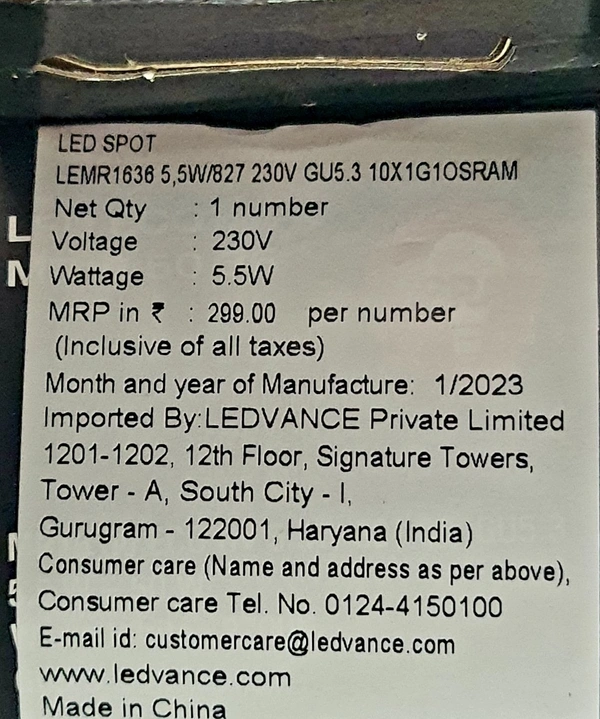 LED SPOT
LEMR1636 5,5W/827 230V GU5.3 10X1G1OSRAM
Net Qty : 1 number
Voltage : 230V
Wattage : 5.5W
MRP in ₹ : 299.00 per number
(Inclusive of all taxes)
Month and year of Manufacture: 1/2023
Imported By:LEDVANCE Private Limited
1201-1202, 12th Floor, Signature Towers,
Tower - A, South City - I,
Gurugram - 122001, Haryana (India)
Consumer care (Name and address as per above),
Consumer care Tel. No. 0124-4150100
E-mail id: customercare@ledvance.com
www.ledvance.com
Made in China